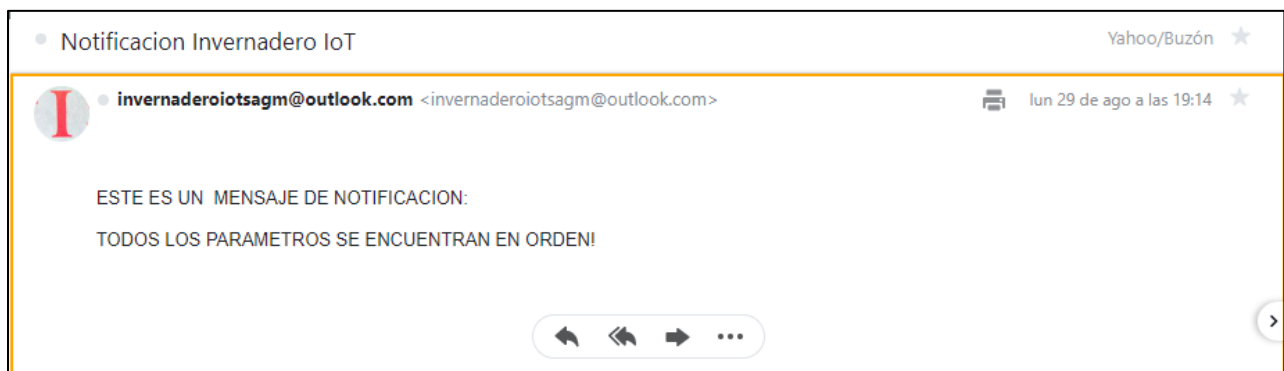 Notificacion Invernadero IoT
Yahoo/Buzón
I
invernaderoiotsagm@outlook.com <invernaderoiotsagm@outlook.com>
lun 29 de ago a las 19:14
ESTE ES UN  MENSAJE DE NOTIFICACION:
TODOS LOS PARAMETROS SE ENCUENTRAN EN ORDEN!